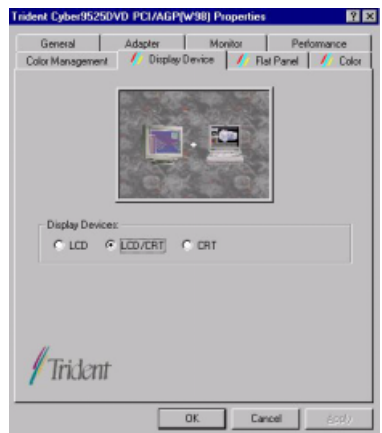 Trident Cyber9525DVD PCI/AGP(W98) Properties
General Adapter Monitor Performance
Color Management Display Device Flat Panel Color
Display Devices:
LCD LCD/CRT CRT
Trident
OK Cancel Apply